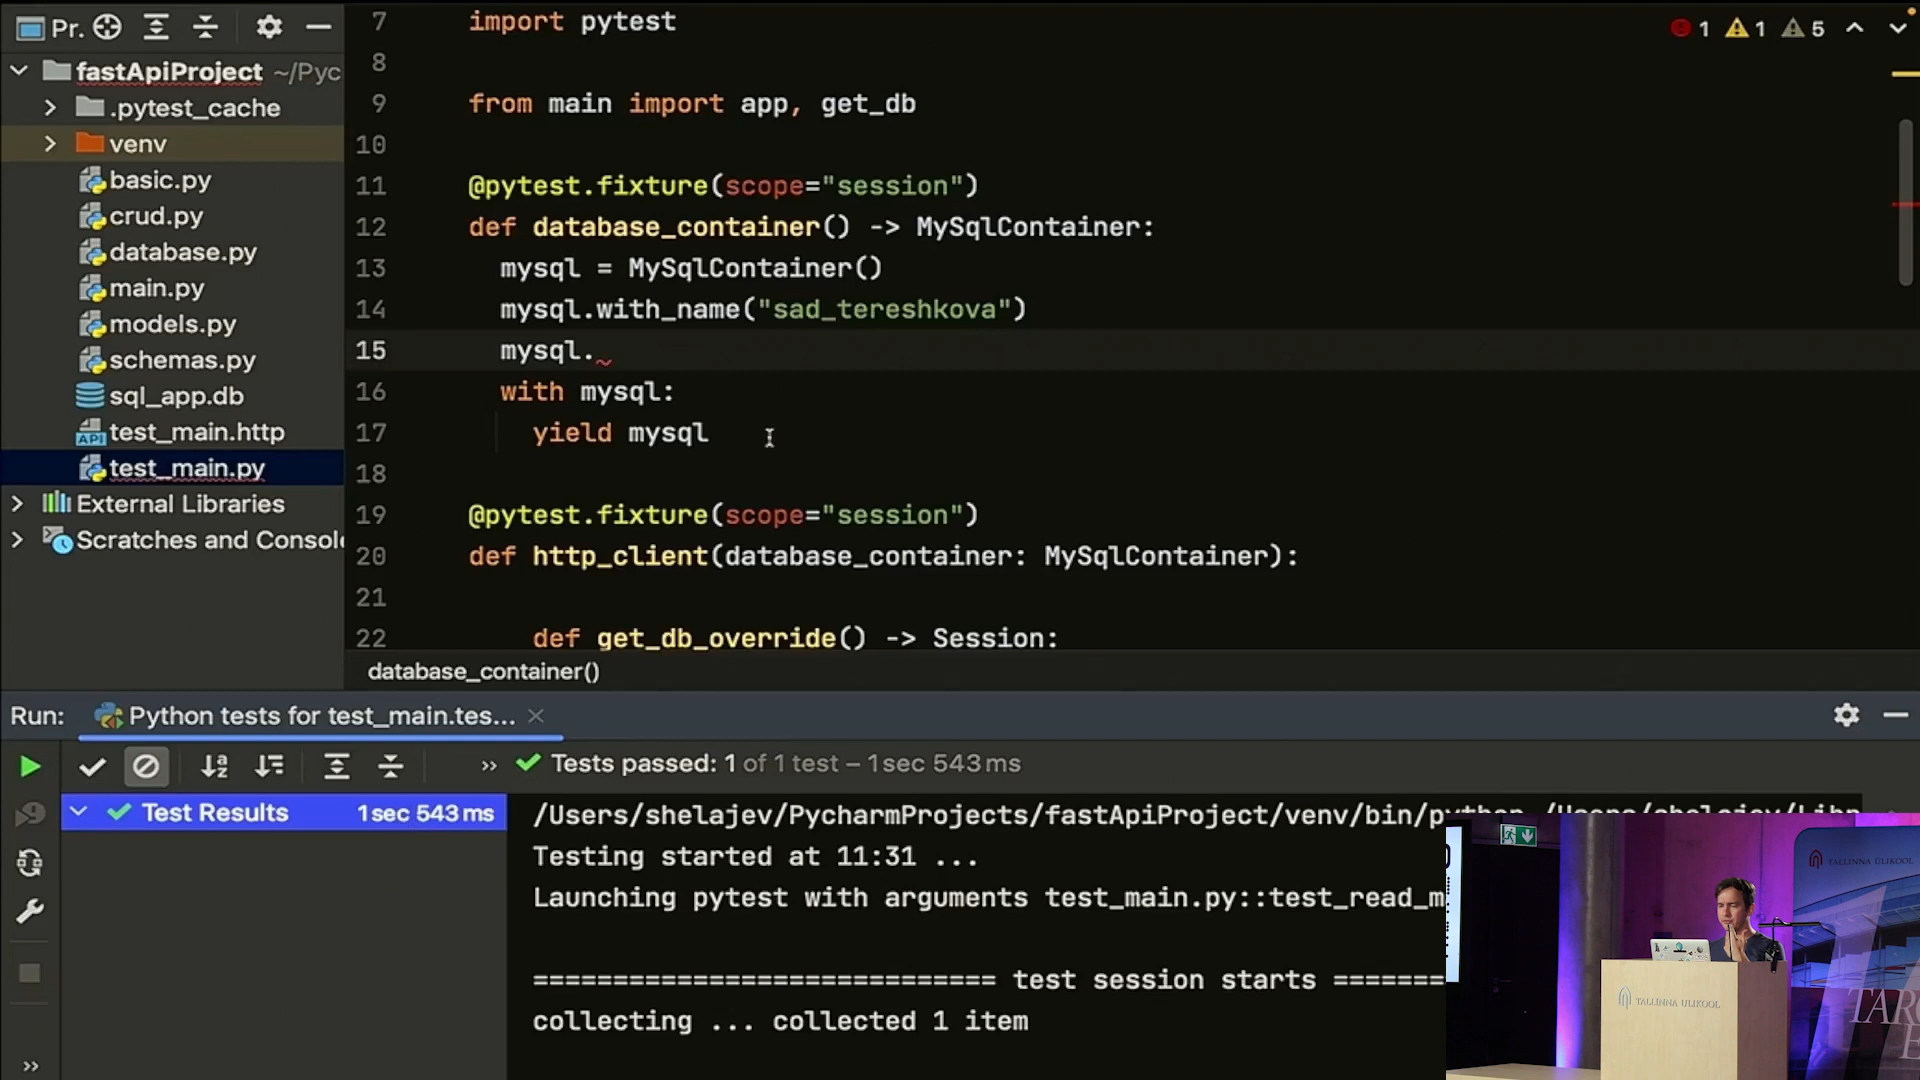 Pr.
fastApiProject ~/Pyc
.pytest_cache
venv
basic.py
crud.py
database.py
main.py
models.py
schemas.py
sql_app.db
API test_main.http
test_main.py
External Libraries
Scratches and Consol
1 1 5
7 import pytest
8
9 from main import app, get_db
10
11 @pytest.fixture(scope="session")
12 def database_container() -> MySqlContainer:
13 mysql = MySqlContainer()
14 mysql.with_name("sad_tereshkova")
15 mysql.
16 with mysql:
17 yield mysql
18
19 @pytest.fixture(scope="session")
20 def http_client(database_container: MySqlContainer):
21
22 def get_db_override() -> Session:
database_container()
Run: Python tests for test_main.tes...
Tests passed: 1 of 1 test – 1 sec 543 ms
Test Results 1 sec 543 ms
/Users/shelajev/PycharmProjects/fastApiProject/venv/bin/python
Testing started at 11:31 ...
Launching pytest with arguments test_main.py::test_read_m
============================= test session starts =======
collecting ... collected 1 item
TALLINNA ÜLIKOOL
TALLINNA ÜLIKOOL